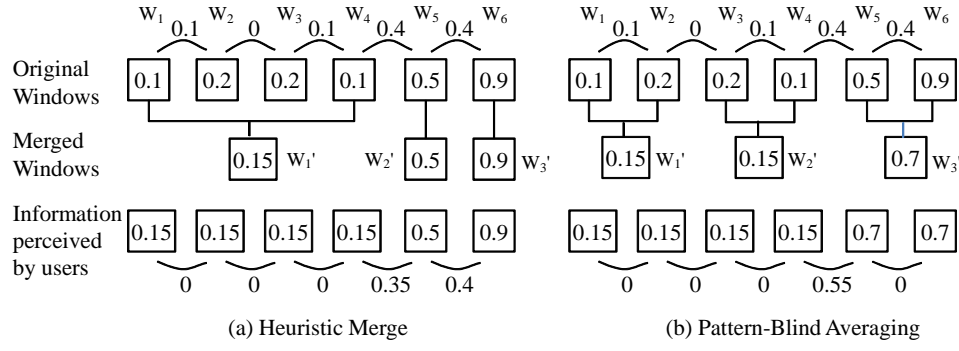 W₁ W₂ W₃ W₄ W₅ W₆ W₁ W₂ W₃ W₄ W₅ W₆
0.1 0 0.1 0.4 0.4 0.1 0 0.1 0.4 0.4
Original
Windows
0.1 0.2 0.2 0.1 0.5 0.9 0.1 0.2 0.2 0.1 0.5 0.9
Merged
Windows
0.15 W₁' W₂' 0.5 0.9 W₃' 0.15 W₁' 0.15 W₂' 0.7 W₃'
Information
perceived
by users
0.15 0.15 0.15 0.15 0.5 0.9 0.15 0.15 0.15 0.15 0.7 0.7
0 0 0 0.35 0.4 0 0 0 0.55 0
(a) Heuristic Merge (b) Pattern-Blind Averaging